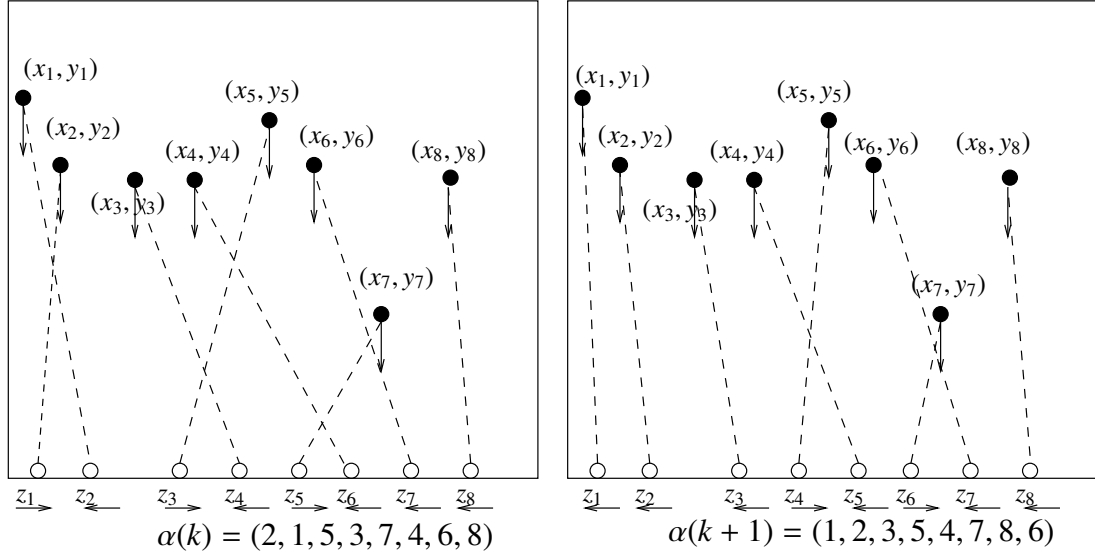 (x₁, y₁)
(x₂, y₂)
(x₃, y₃)
(x₄, y₄)
(x₅, y₅)
(x₆, y₆)
(x₇, y₇)
(x₈, y₈)
z₁ z₂ z₃ z₄ z₅ z₆ z₇ z₈
α(k) = (2, 1, 5, 3, 7, 4, 6, 8)
(x₁, y₁)
(x₂, y₂)
(x₃, y₃)
(x₄, y₄)
(x₅, y₅)
(x₆, y₆)
(x₇, y₇)
(x₈, y₈)
z₁ z₂ z₃ z₄ z₅ z₆ z₇ z₈
α(k + 1) = (1, 2, 3, 5, 4, 7, 8, 6)